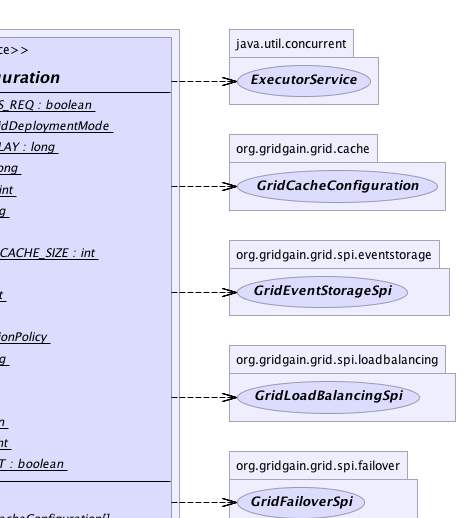 ce>>
uration
S_REQ : boolean
idDeploymentMode
LAY : long
ong
int
g
CACHE_SIZE : int
t
ionPolicy
g
n
nt
T : boolean
acheConfiguration[]
java.util.concurrent
ExecutorService
org.gridgain.grid.cache
GridCacheConfiguration
org.gridgain.grid.spi.eventstorage
GridEventStorageSpi
org.gridgain.grid.spi.loadbalancing
GridLoadBalancingSpi
org.gridgain.grid.spi.failover
GridFailoverSpi